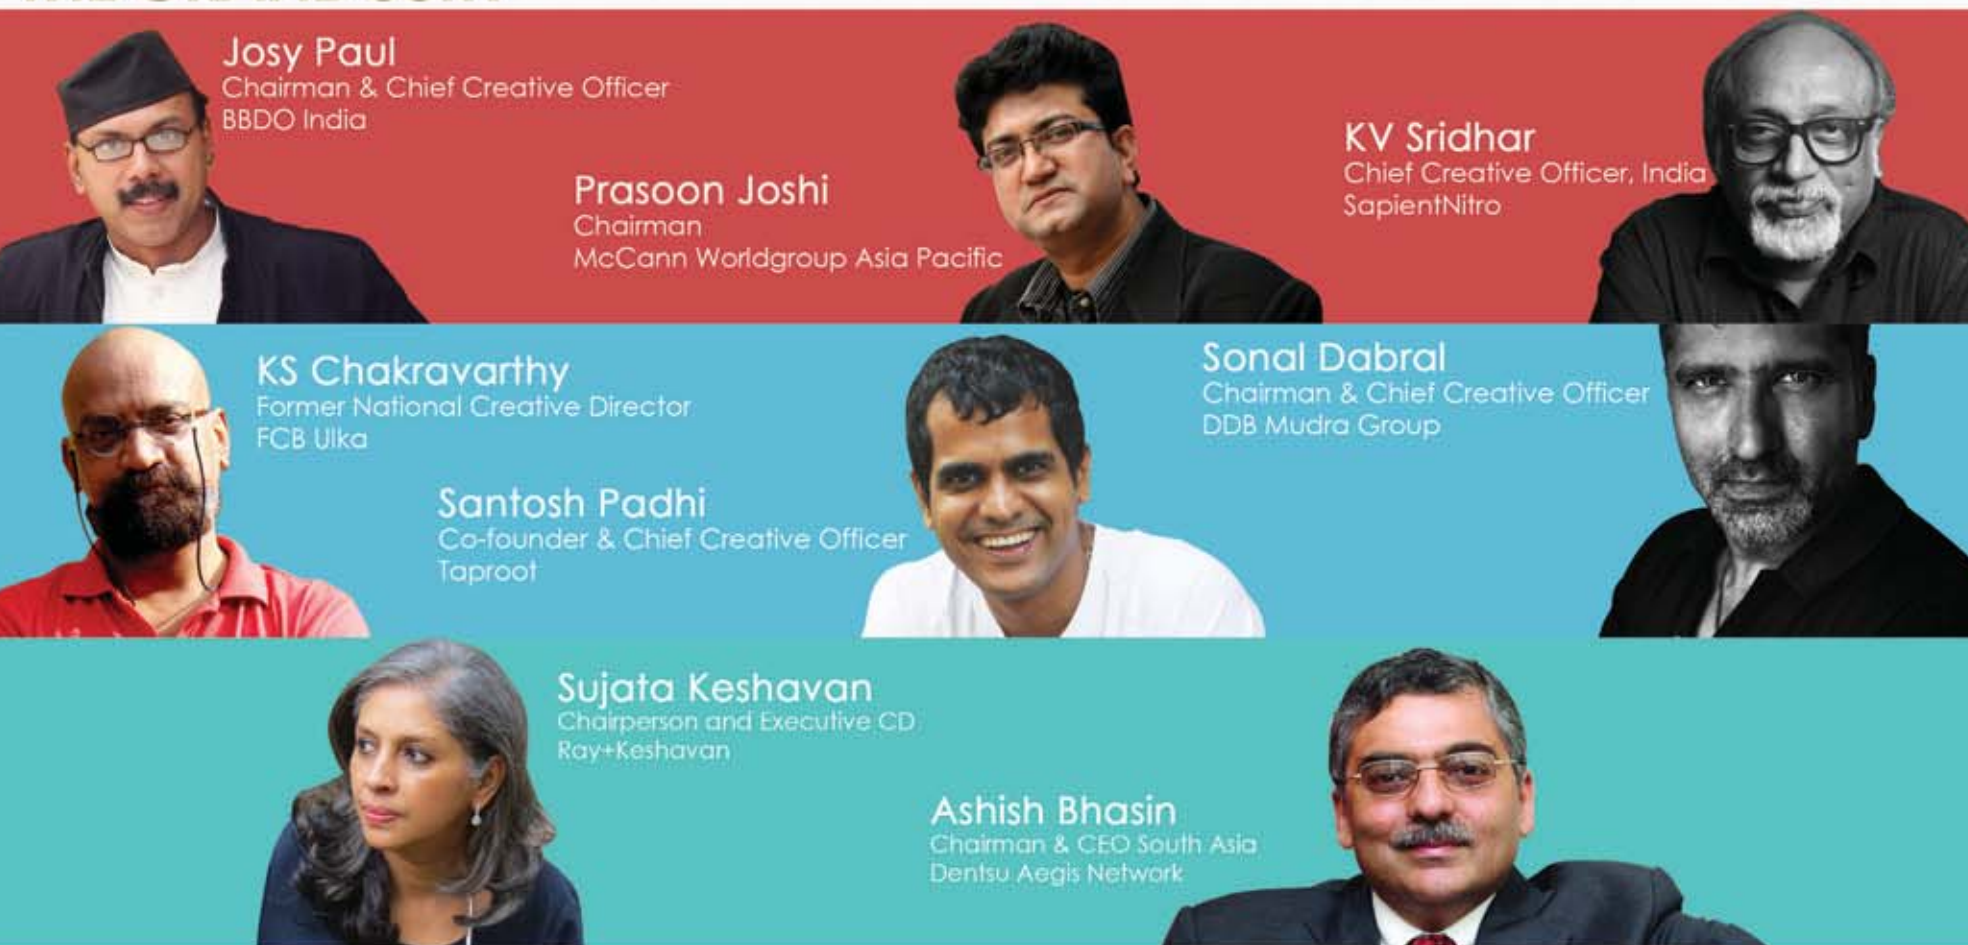 Josy Paul
Chairman & Chief Creative Officer
BBDO India
Prasoon Joshi
Chairman
McCann Worldgroup Asia Pacific
KV Sridhar
Chief Creative Officer, India
SapientNitro
KS Chakravarthy
Former National Creative Director
FCB Ulka
Santosh Padhi
Co-founder & Chief Creative Officer
Taproot
Sonal Dabral
Chairman & Chief Creative Officer
DDB Mudra Group
Sujata Keshavan
Chairperson and Executive CD
Ray+Keshavan
Ashish Bhasin
Chairman & CEO South Asia
Dentsu Aegis Network